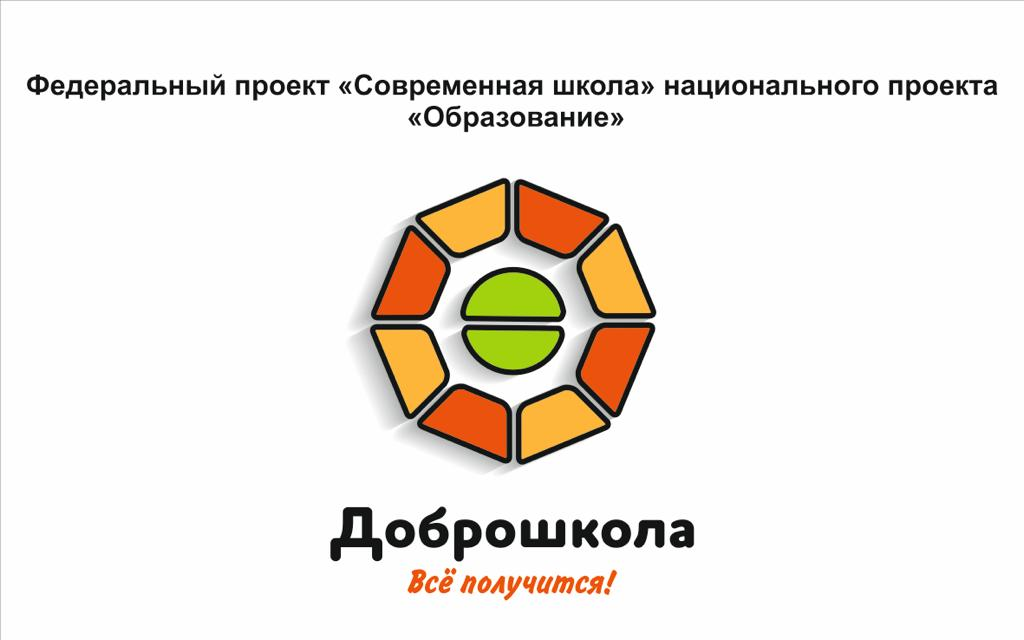 Федеральный проект «Современная школа» национального проекта
«Образование»
Доброшкола
Всё получится!